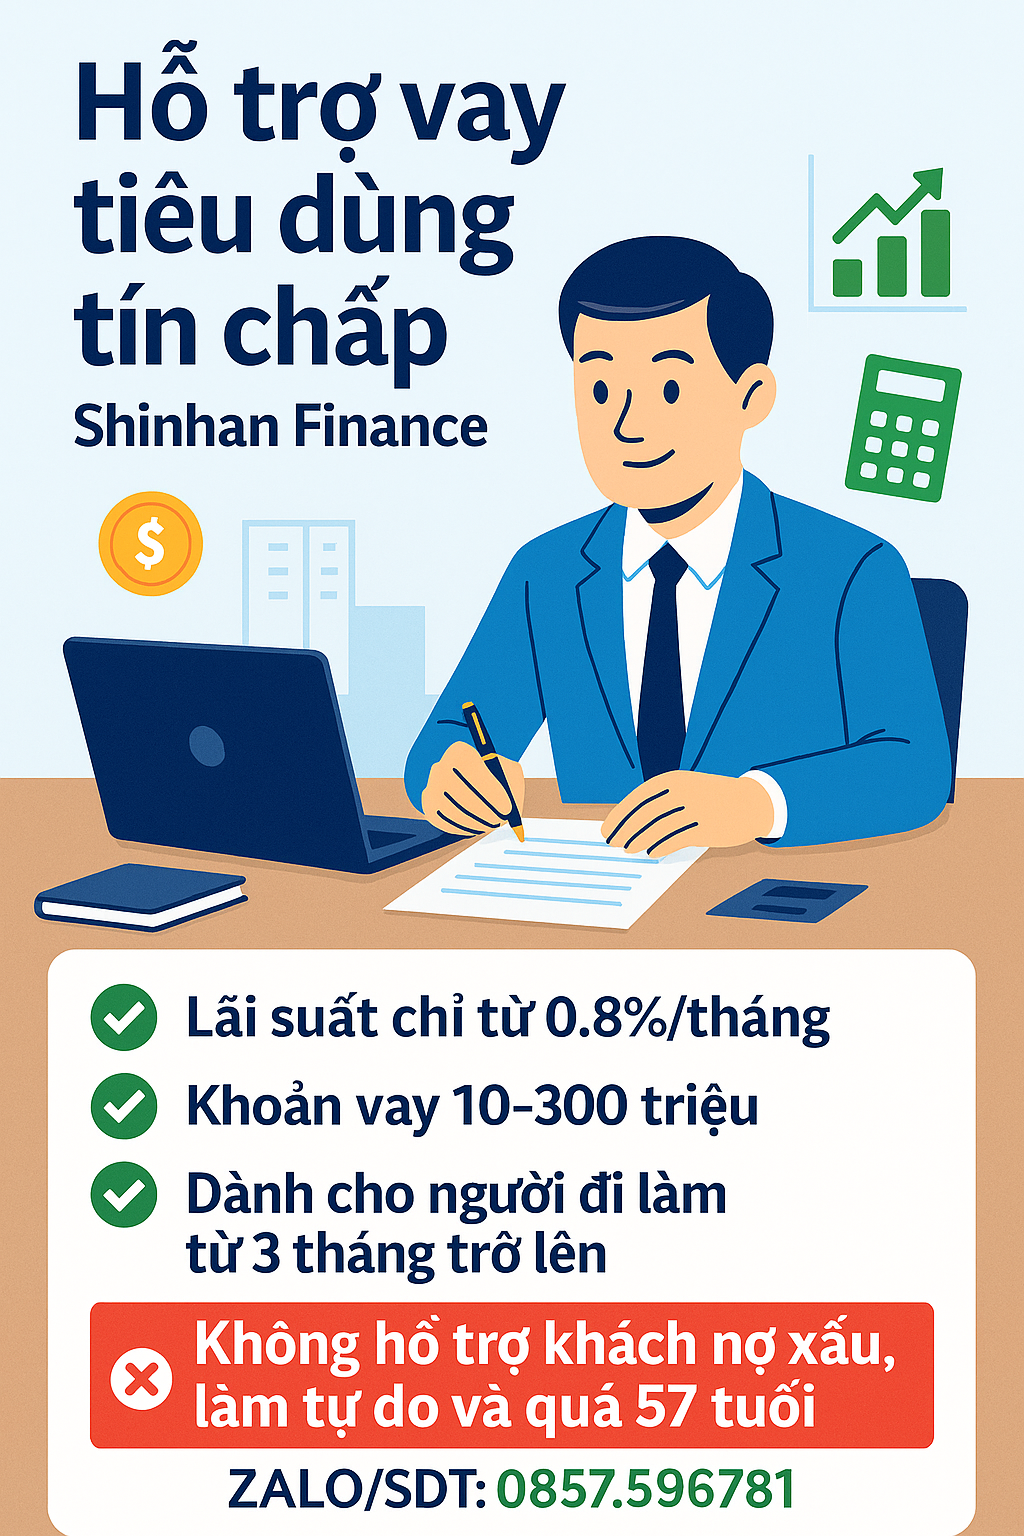 Hỗ trợ vay
tiêu dùng
tín chấp
Shinhan Finance
$
Lãi suất chỉ từ 0.8%/tháng
Khoản vay 10-300 triệu
Dành cho người đi làm
từ 3 tháng trở lên
Không hỗ trợ khách nợ xấu,
làm tự do và quá 57 tuổi
ZALO/SDT: 0857.596781